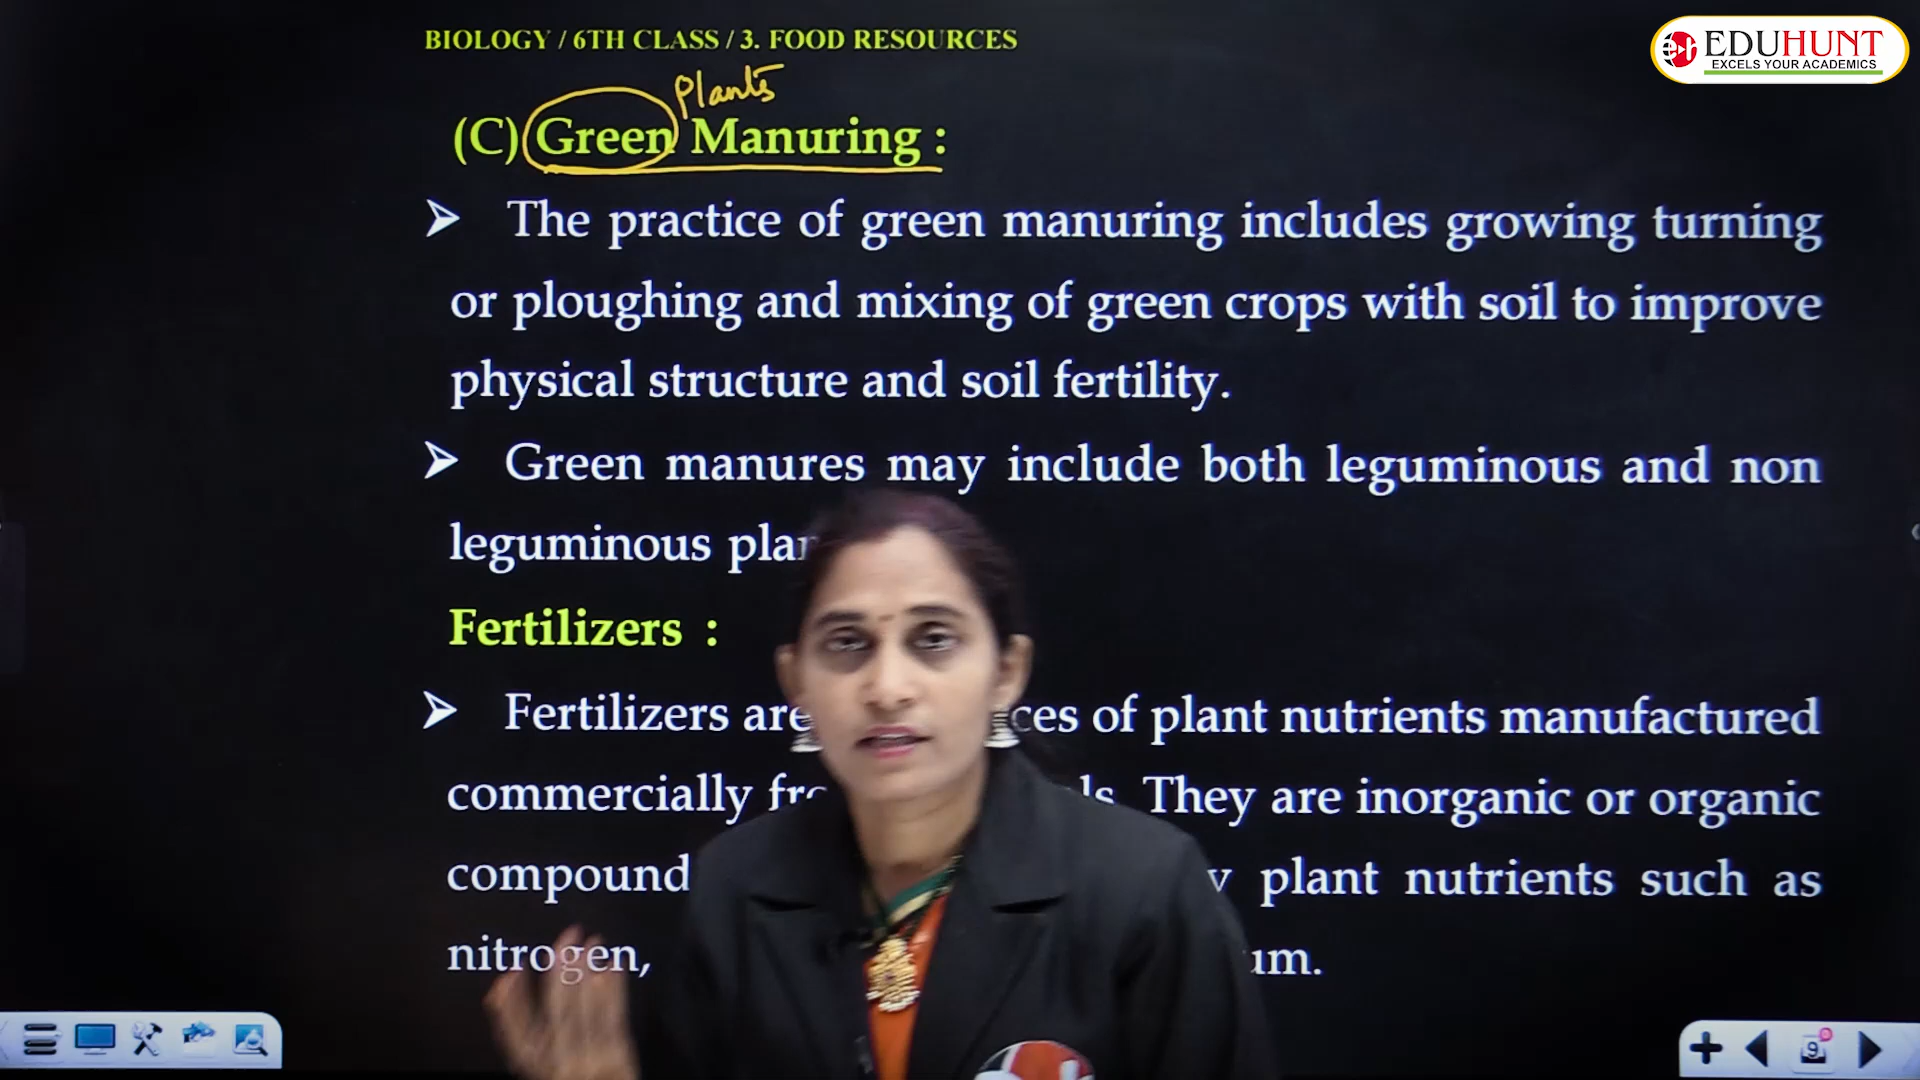 BIOLOGY / 6TH CLASS / 3. FOOD RESOURCES
EDUHUNT
EXCELS YOUR ACADEMICS
plants
(C) Green Manuring :
➤ The practice of green manuring includes growing turning
or ploughing and mixing of green crops with soil to improve
physical structure and soil fertility.
➤ Green manures may include both leguminous and non
leguminous
Fertilizers :
➤ Fertilizers are of plant nutrients manufactured
commercially They are inorganic or organic
plant nutrients such as
nitrogen,
9